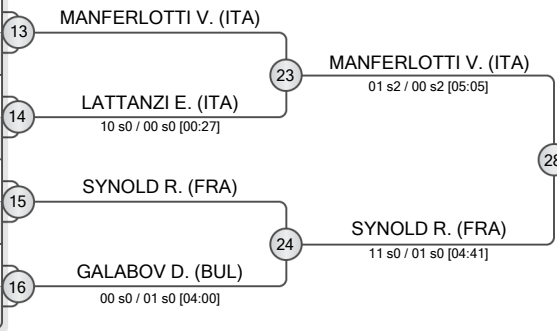 13
MANFERLOTTI V. (ITA)
23
MANFERLOTTI V. (ITA)
01 s2 / 00 s2 [05:05]
14
LATTANZI E. (ITA)
10 s0 / 00 s0 [00:27]
28
15
SYNOLD R. (FRA)
24
SYNOLD R. (FRA)
11 s0 / 01 s0 [04:41]
16
GALABOV D. (BUL)
00 s0 / 01 s0 [04:00]